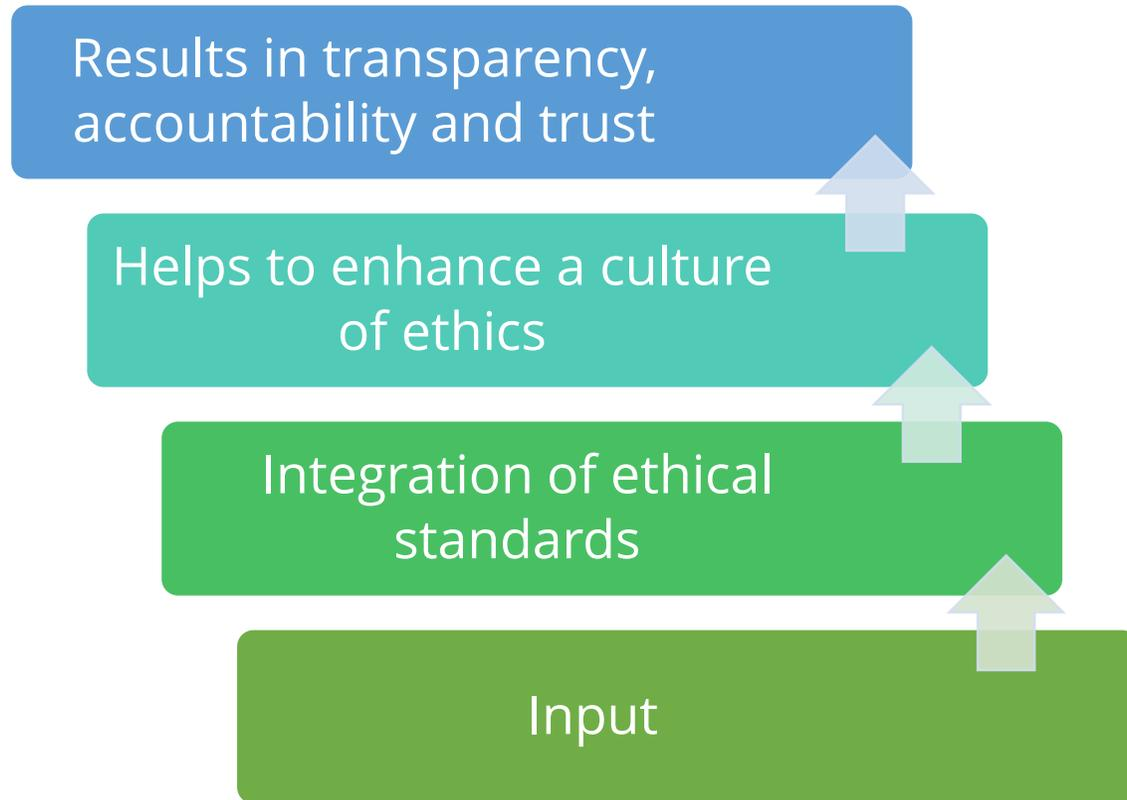 Results in transparency,
accountability and trust
Helps to enhance a culture
of ethics
Integration of ethical
standards
Input